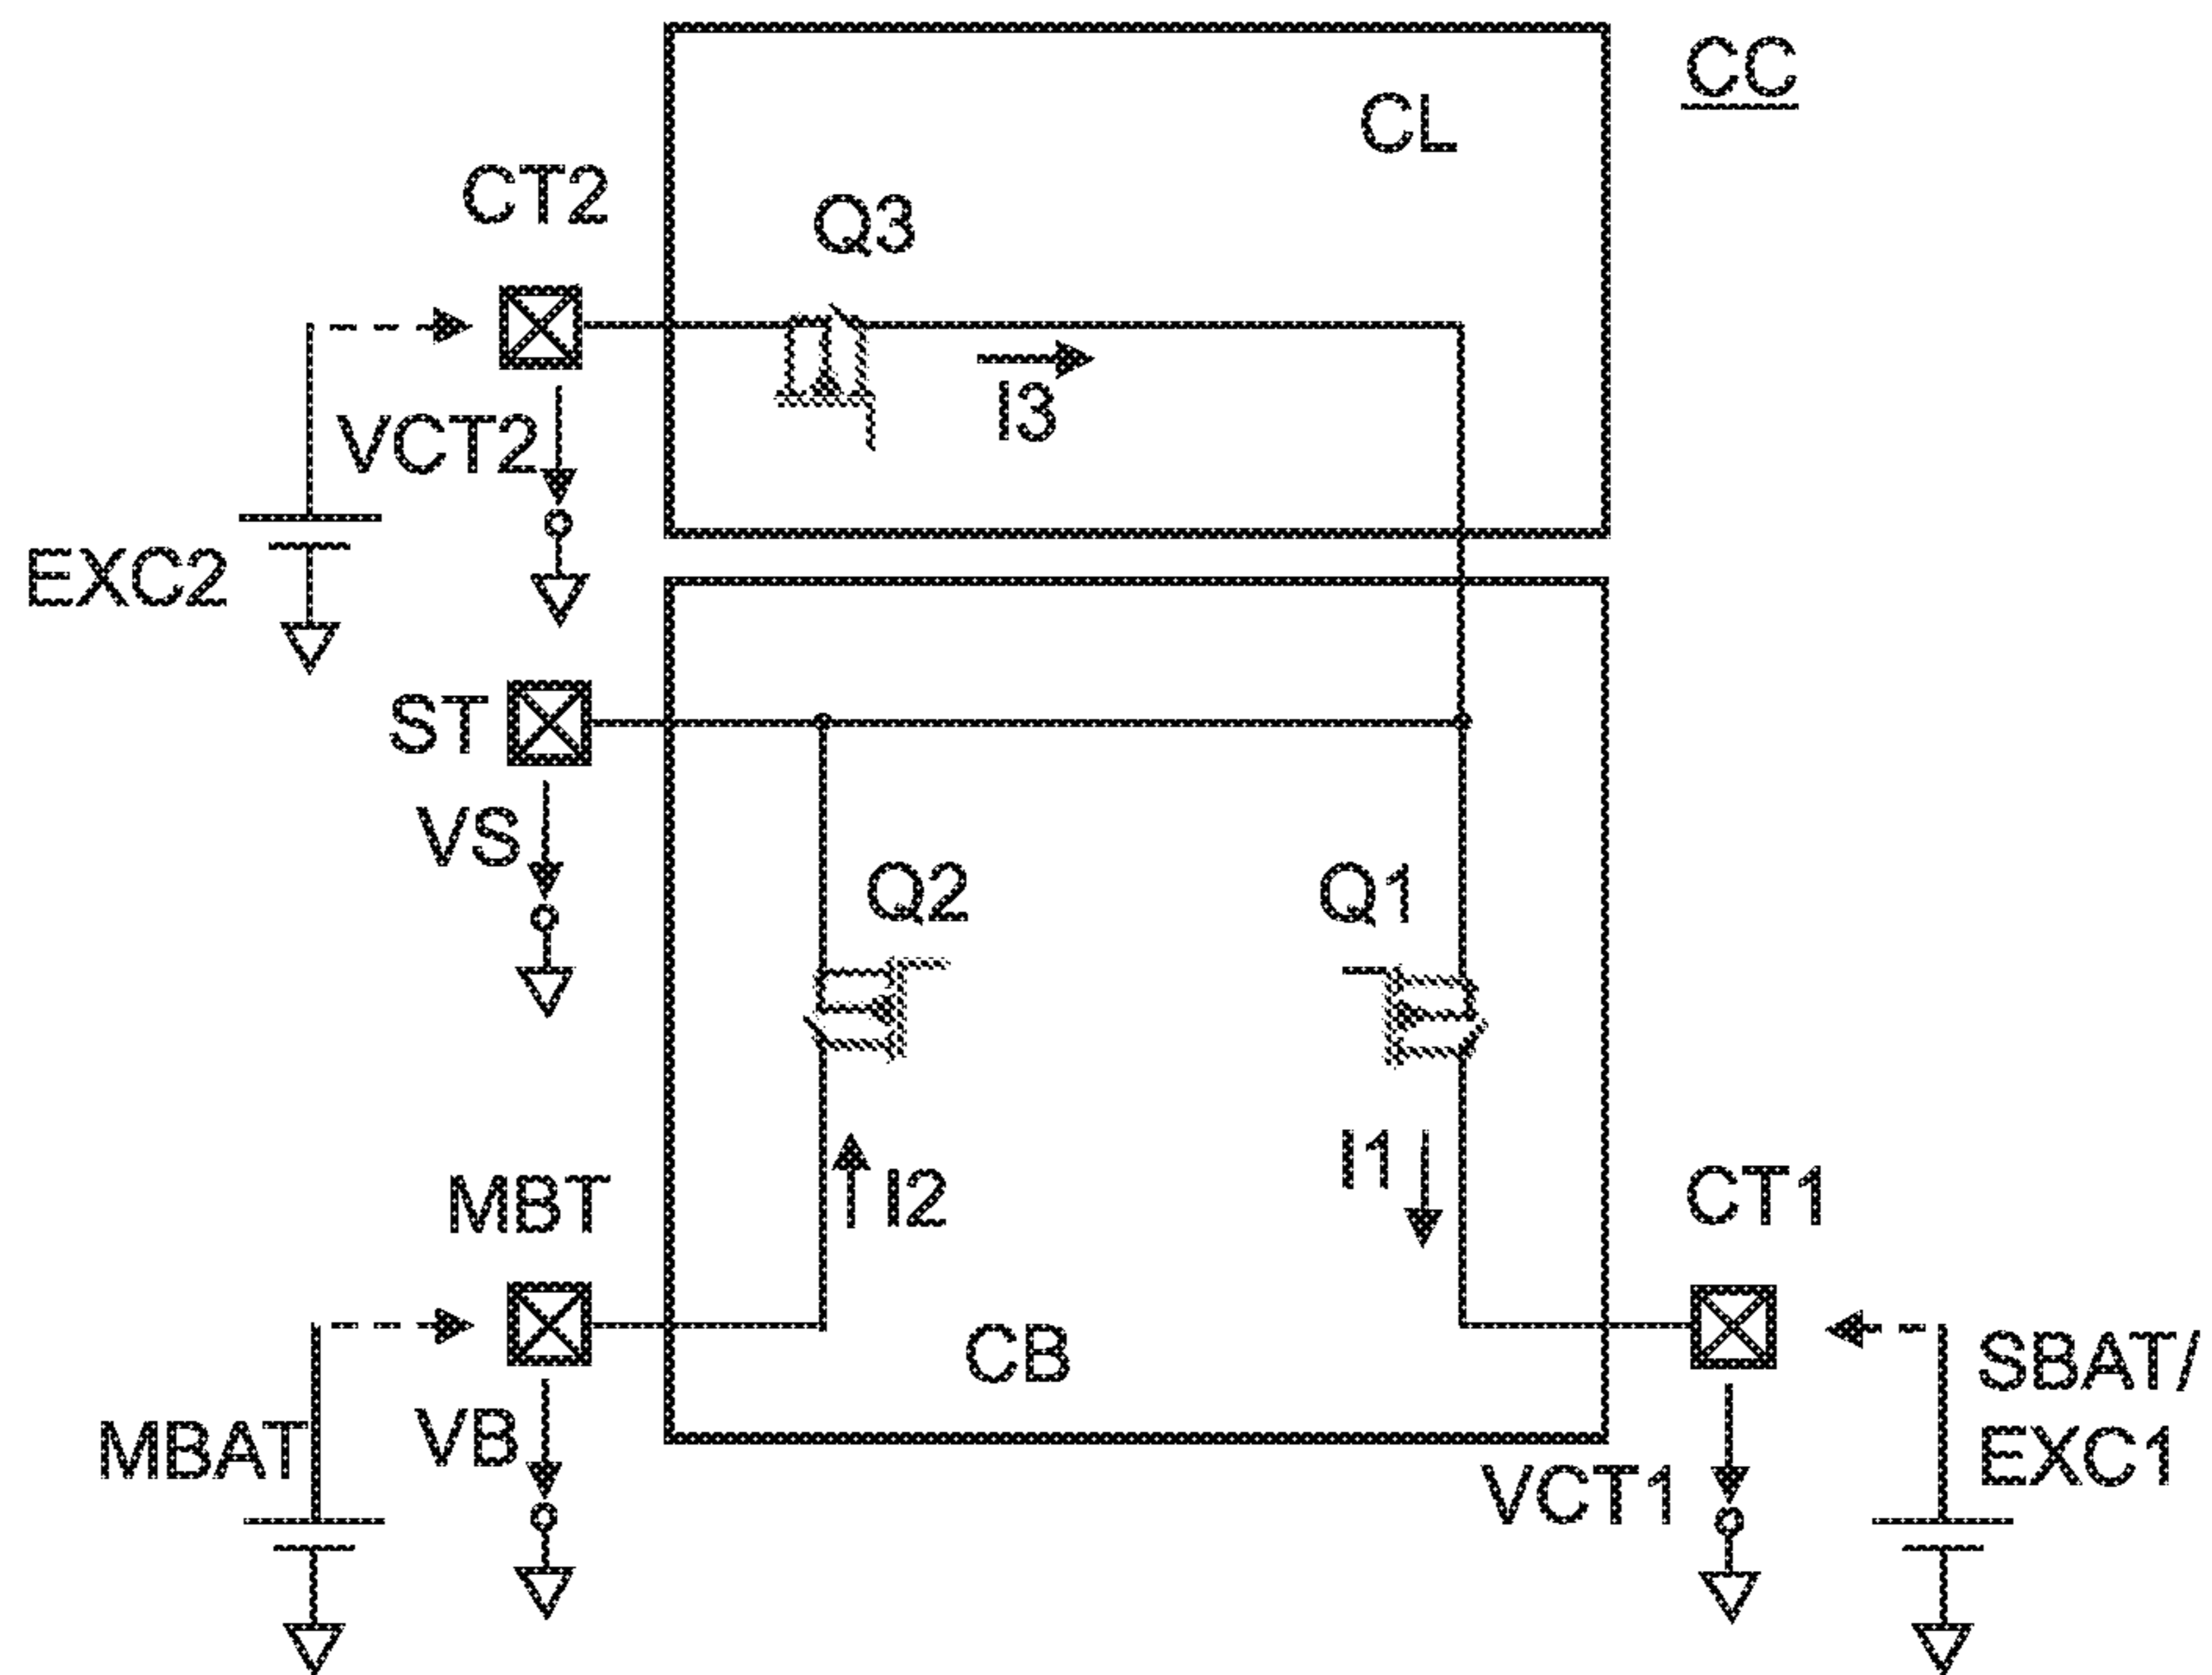 CC
CL
CT2
Q3
I3
VCT2
EXC2
ST
VS
Q2
Q1
I1
I2
MBT
CT1
CB
SBAT/
EXC1
MBAT
VB
VCT1